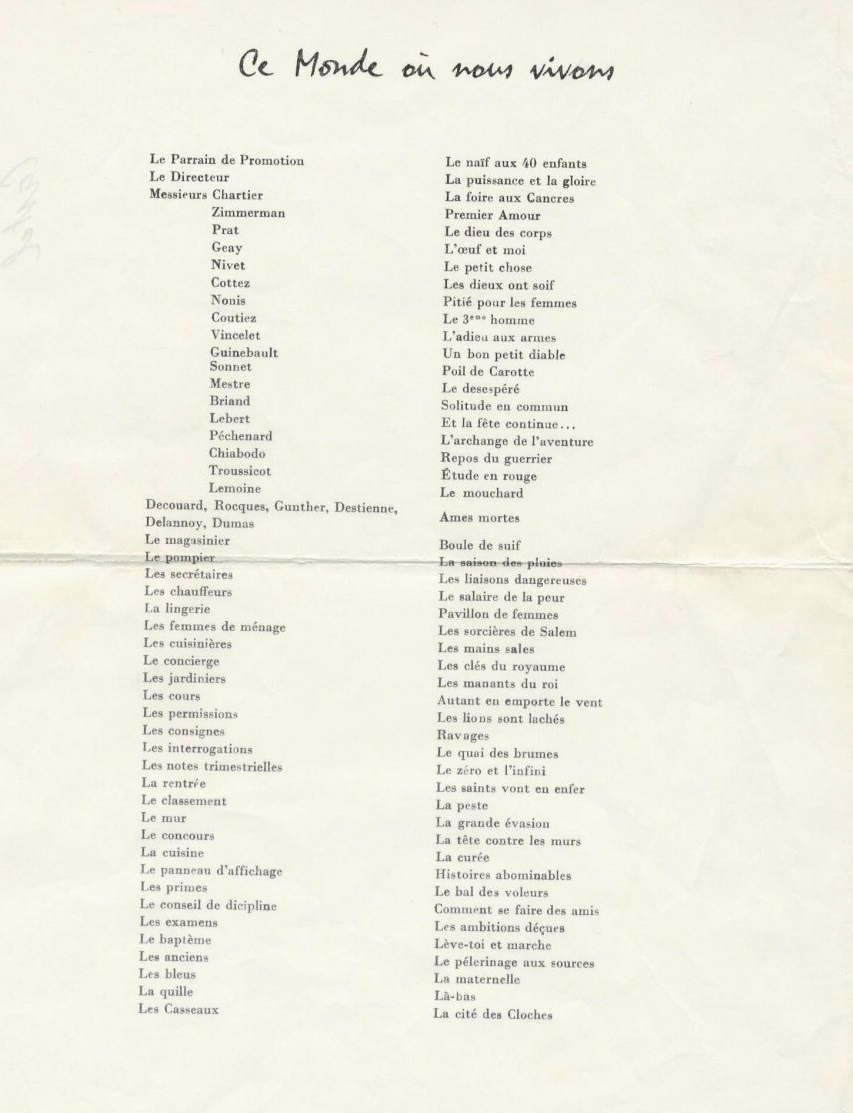 Ce Monde où nous vivons
Le Parrain de Promotion Le naïf aux 40 enfants
Le Directeur La puissance et la gloire
Messieurs Chartier La foire aux Cancres
Zimmerman Premier Amour
Prat Le dieu des corps
Geay L'œuf et moi
Nivet Le petit chose
Cottez Les dieux ont soif
Nonis Pitié pour les femmes
Coutiez Le 3ᵉᵐᵉ homme
Vincelet L'adieu aux armes
Guinebault Un bon petit diable
Sonnet Poil de Carotte
Mestre Le desespéré
Briand Solitude en commun
Lebert Et la fête continue...
Péchenard L'archange de l'aventure
Chiabodo Repos du guerrier
Troussicot Étude en rouge
Lemoine Le mouchard
Decouard, Rocques, Gunther, Destienne,
Delannoy, Dumas Ames mortes
Le magasinier Boule de suif
Le pompier La saison des pluies
Les secrétaires Les liaisons dangereuses
Les chauffeurs Le salaire de la peur
La lingerie Pavillon de femmes
Les femmes de ménage Les sorcières de Salem
Les cuisinières Les mains sales
Le concierge Les clés du royaume
Les jardiniers Les manants du roi
Les cours Autant en emporte le vent
Les permissions Les lions sont lachés
Les consignes Ravages
Les interrogations Le quai des brumes
Les notes trimestrielles Le zéro et l'infini
La rentrée Les saints vont en enfer
Le classement La peste
Le mur La grande évasion
Le concours La tête contre les murs
La cuisine La curée
Le panneau d'affichage Histoires abominables
Les primes Le bal des voleurs
Le conseil de dicipline Comment se faire des amis
Les examens Les ambitions déçues
Le baptème Lève-toi et marche
Les anciens Le pélerinage aux sources
Les bleus La maternelle
La quille Là-bas
Les Casseaux La cité des Cloches